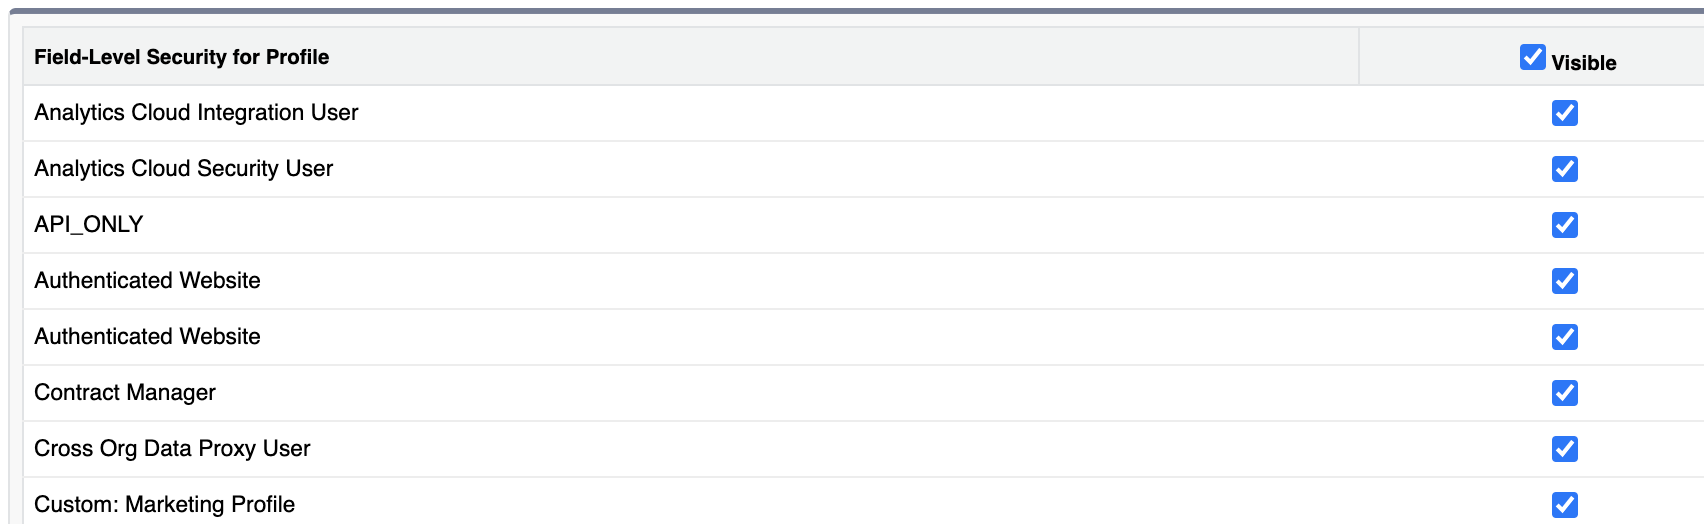 Field-Level Security for Profile Visible
Analytics Cloud Integration User
Analytics Cloud Security User
API_ONLY
Authenticated Website
Authenticated Website
Contract Manager
Cross Org Data Proxy User
Custom: Marketing Profile